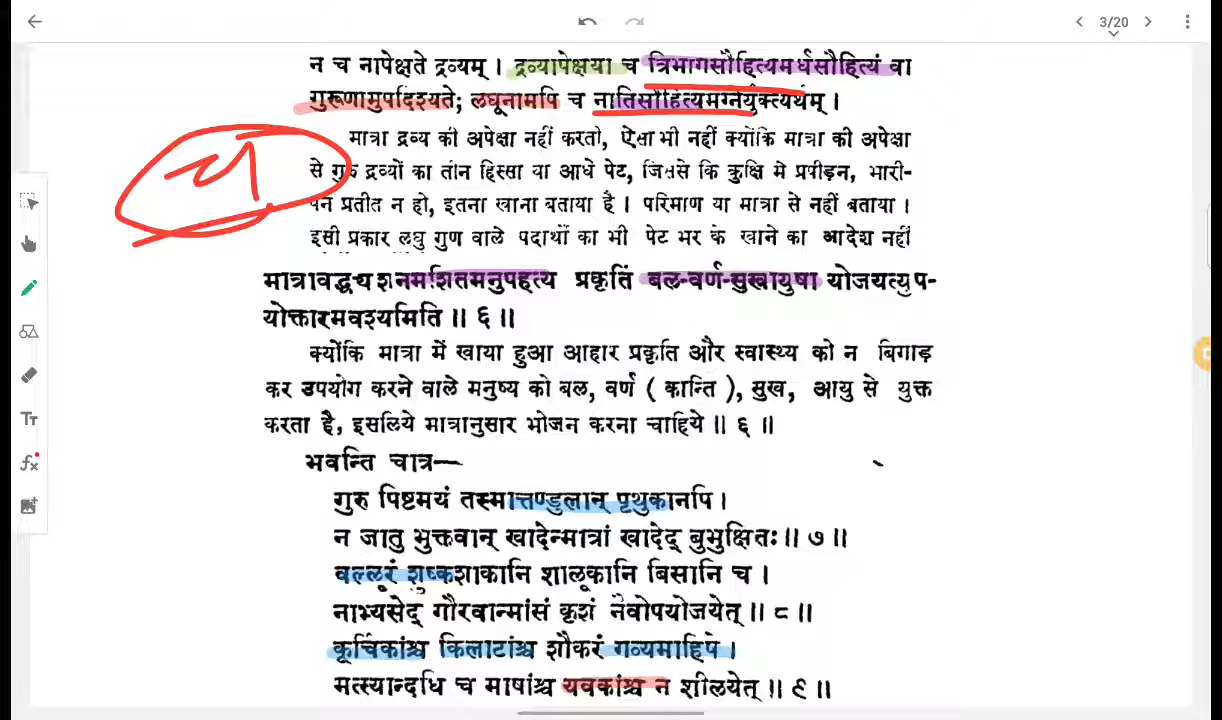 3/20
न च नापेक्षते द्रव्यम् । द्रव्यापेक्षया च त्रिभागसौहित्यमर्धसौहित्यं वा
गुरूणामुपदिश्यते; लघूनामपि च नातिसौहित्यमग्नेर्युक्त्यर्थम् ।
मात्रा द्रव्य की अपेक्षा नहीं करती, ऐसा भी नहीं क्योंकि मात्रा की अपेक्षा
से गुरु द्रव्यों का तीन हिस्सा या आधे पेट, जिससे कि कुक्षि में प्रपीड़न, भारी-
पन प्रतीत न हो, इतना खाना बताया है । परिमाण या मात्रा से नहीं बताया ।
इसी प्रकार लघु गुण वाले पदार्थों का भी पेट भर के खाने का आदेश नहीं
मात्रावद्ध्यशनमशितमनुपहत्य प्रकृतिं बल-वर्ण-सुखायुषा योजयत्युप-
योक्तारमवश्यमिति ॥ ६ ॥
क्योंकि मात्रा में खाया हुआ आहार प्रकृति और स्वास्थ्य को न बिगाड़
कर उपयोग करने वाले मनुष्य को बल, वर्ण ( कान्ति ), सुख, आयु से युक्त
करता है, इसलिये मात्रानुसार भोजन करना चाहिये ॥ ६ ॥
भवन्ति चात्र—
गुरु पिष्टमयं तस्मात्तण्डुलान् पृथुकानपि ।
न जातु भुक्तवान् खादेन्मात्रां खादेद् बुभुक्षितः ॥ ७ ॥
वल्लूरं शुष्कशाकानि शालूकानि बिसानि च ।
नाभ्यसेद् गौरवान्मांसं कृशं नैवोपयोजयेत् ॥ ८ ॥
कूर्चिकांश्च किलाटांश्च शौकरं गव्यमाहिषे ।
मत्स्यान्दधि च माषांश्च यवकांश्च न शीलयेत् ॥ ९ ॥
Tт
fx